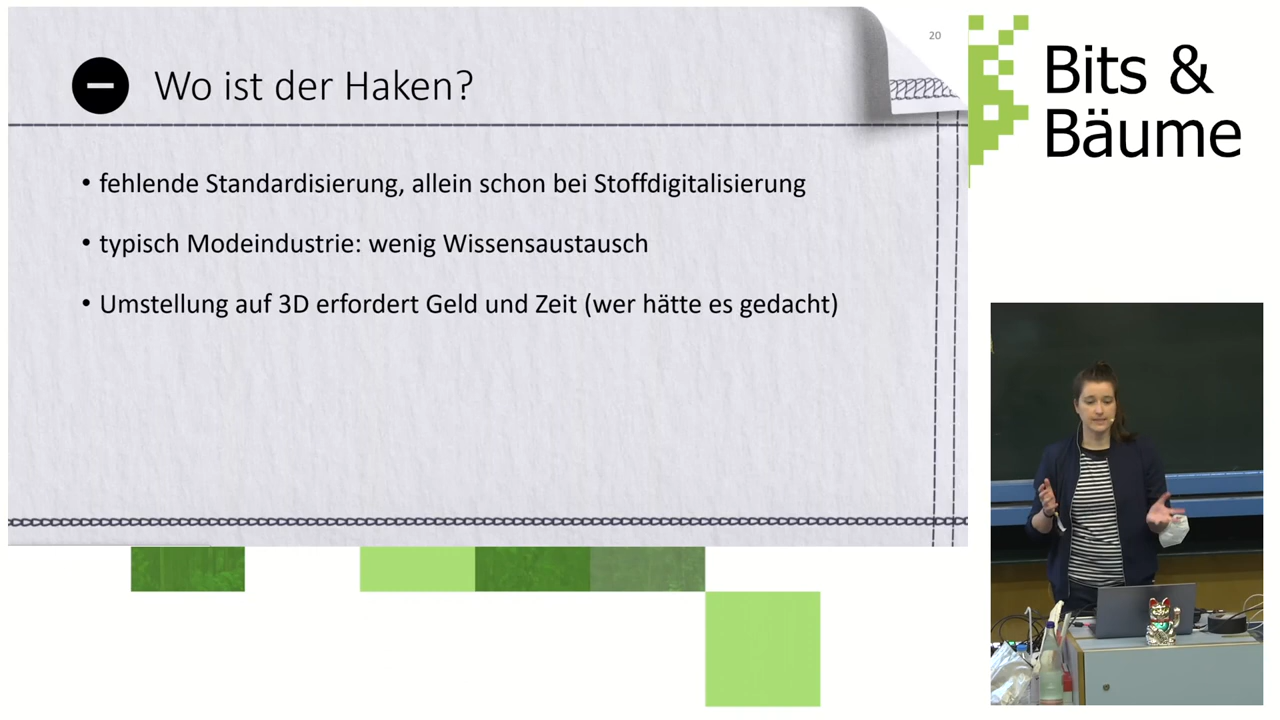 20
Wo ist der Haken?
• fehlende Standardisierung, allein schon bei Stoffdigitalisierung
• typisch Modeindustrie: wenig Wissensaustausch
• Umstellung auf 3D erfordert Geld und Zeit (wer hätte es gedacht)
Bits &
Bäume